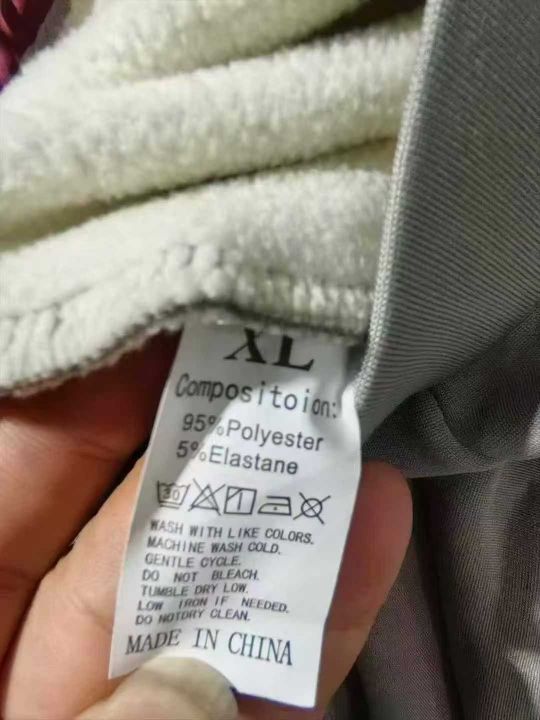 XL
Compositoion:
95%Polyester
5%Elastane
30
WASH WITH LIKE COLORS.
MACHINE WASH COLD.
GENTLE CYCLE.
DO NOT BLEACH.
TUMBLE DRY LOW.
LOW IRON IF NEEDED.
DO NOTDRY CLEAN.
MADE IN CHINA